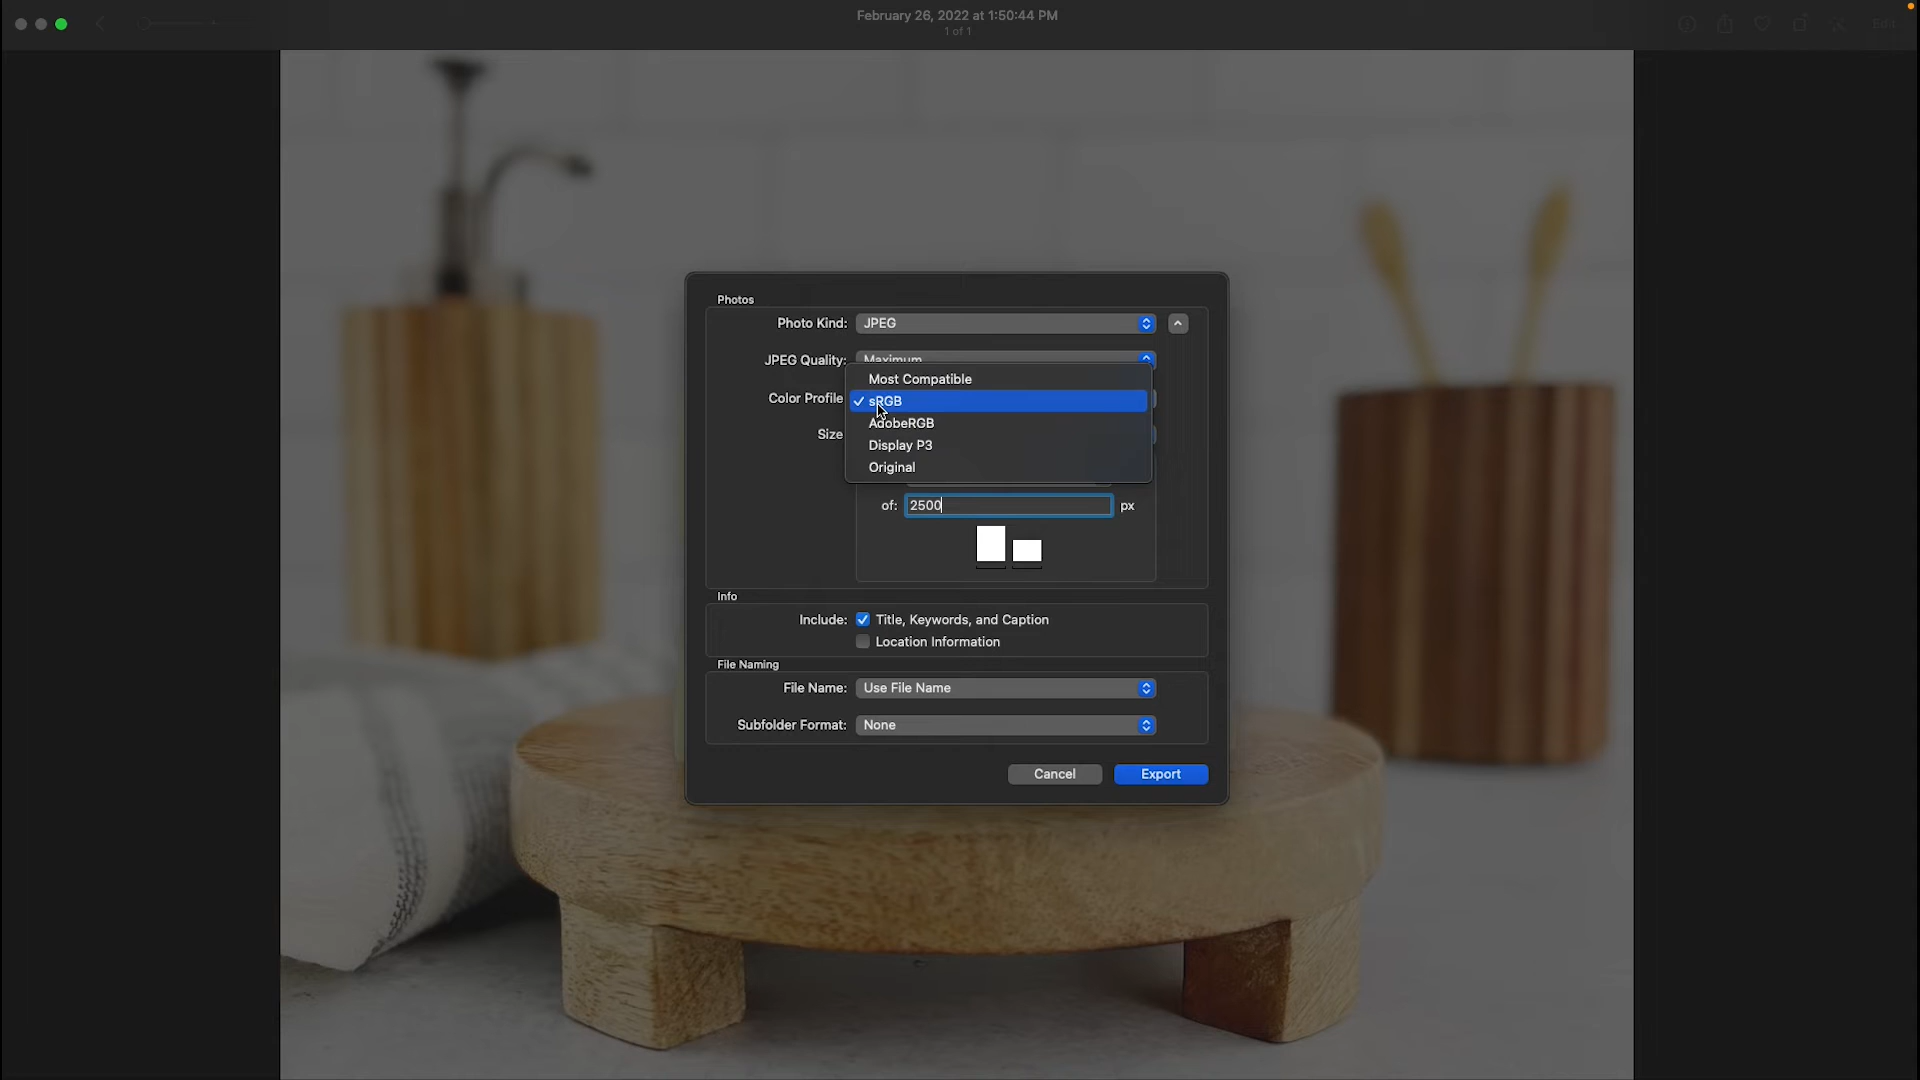 February 26, 2022 at 1:50:44 PM
1 of 1
Edit
Photos
Photo Kind: JPEG
JPEG Quality: Maximum
Most Compatible
Color Profile ✓ sRGB
AdobeRGB
Size
Display P3
Original
of: 2500 px
Info
Include: Title, Keywords, and Caption
Location Information
File Naming
File Name: Use File Name
Subfolder Format: None
Cancel Export